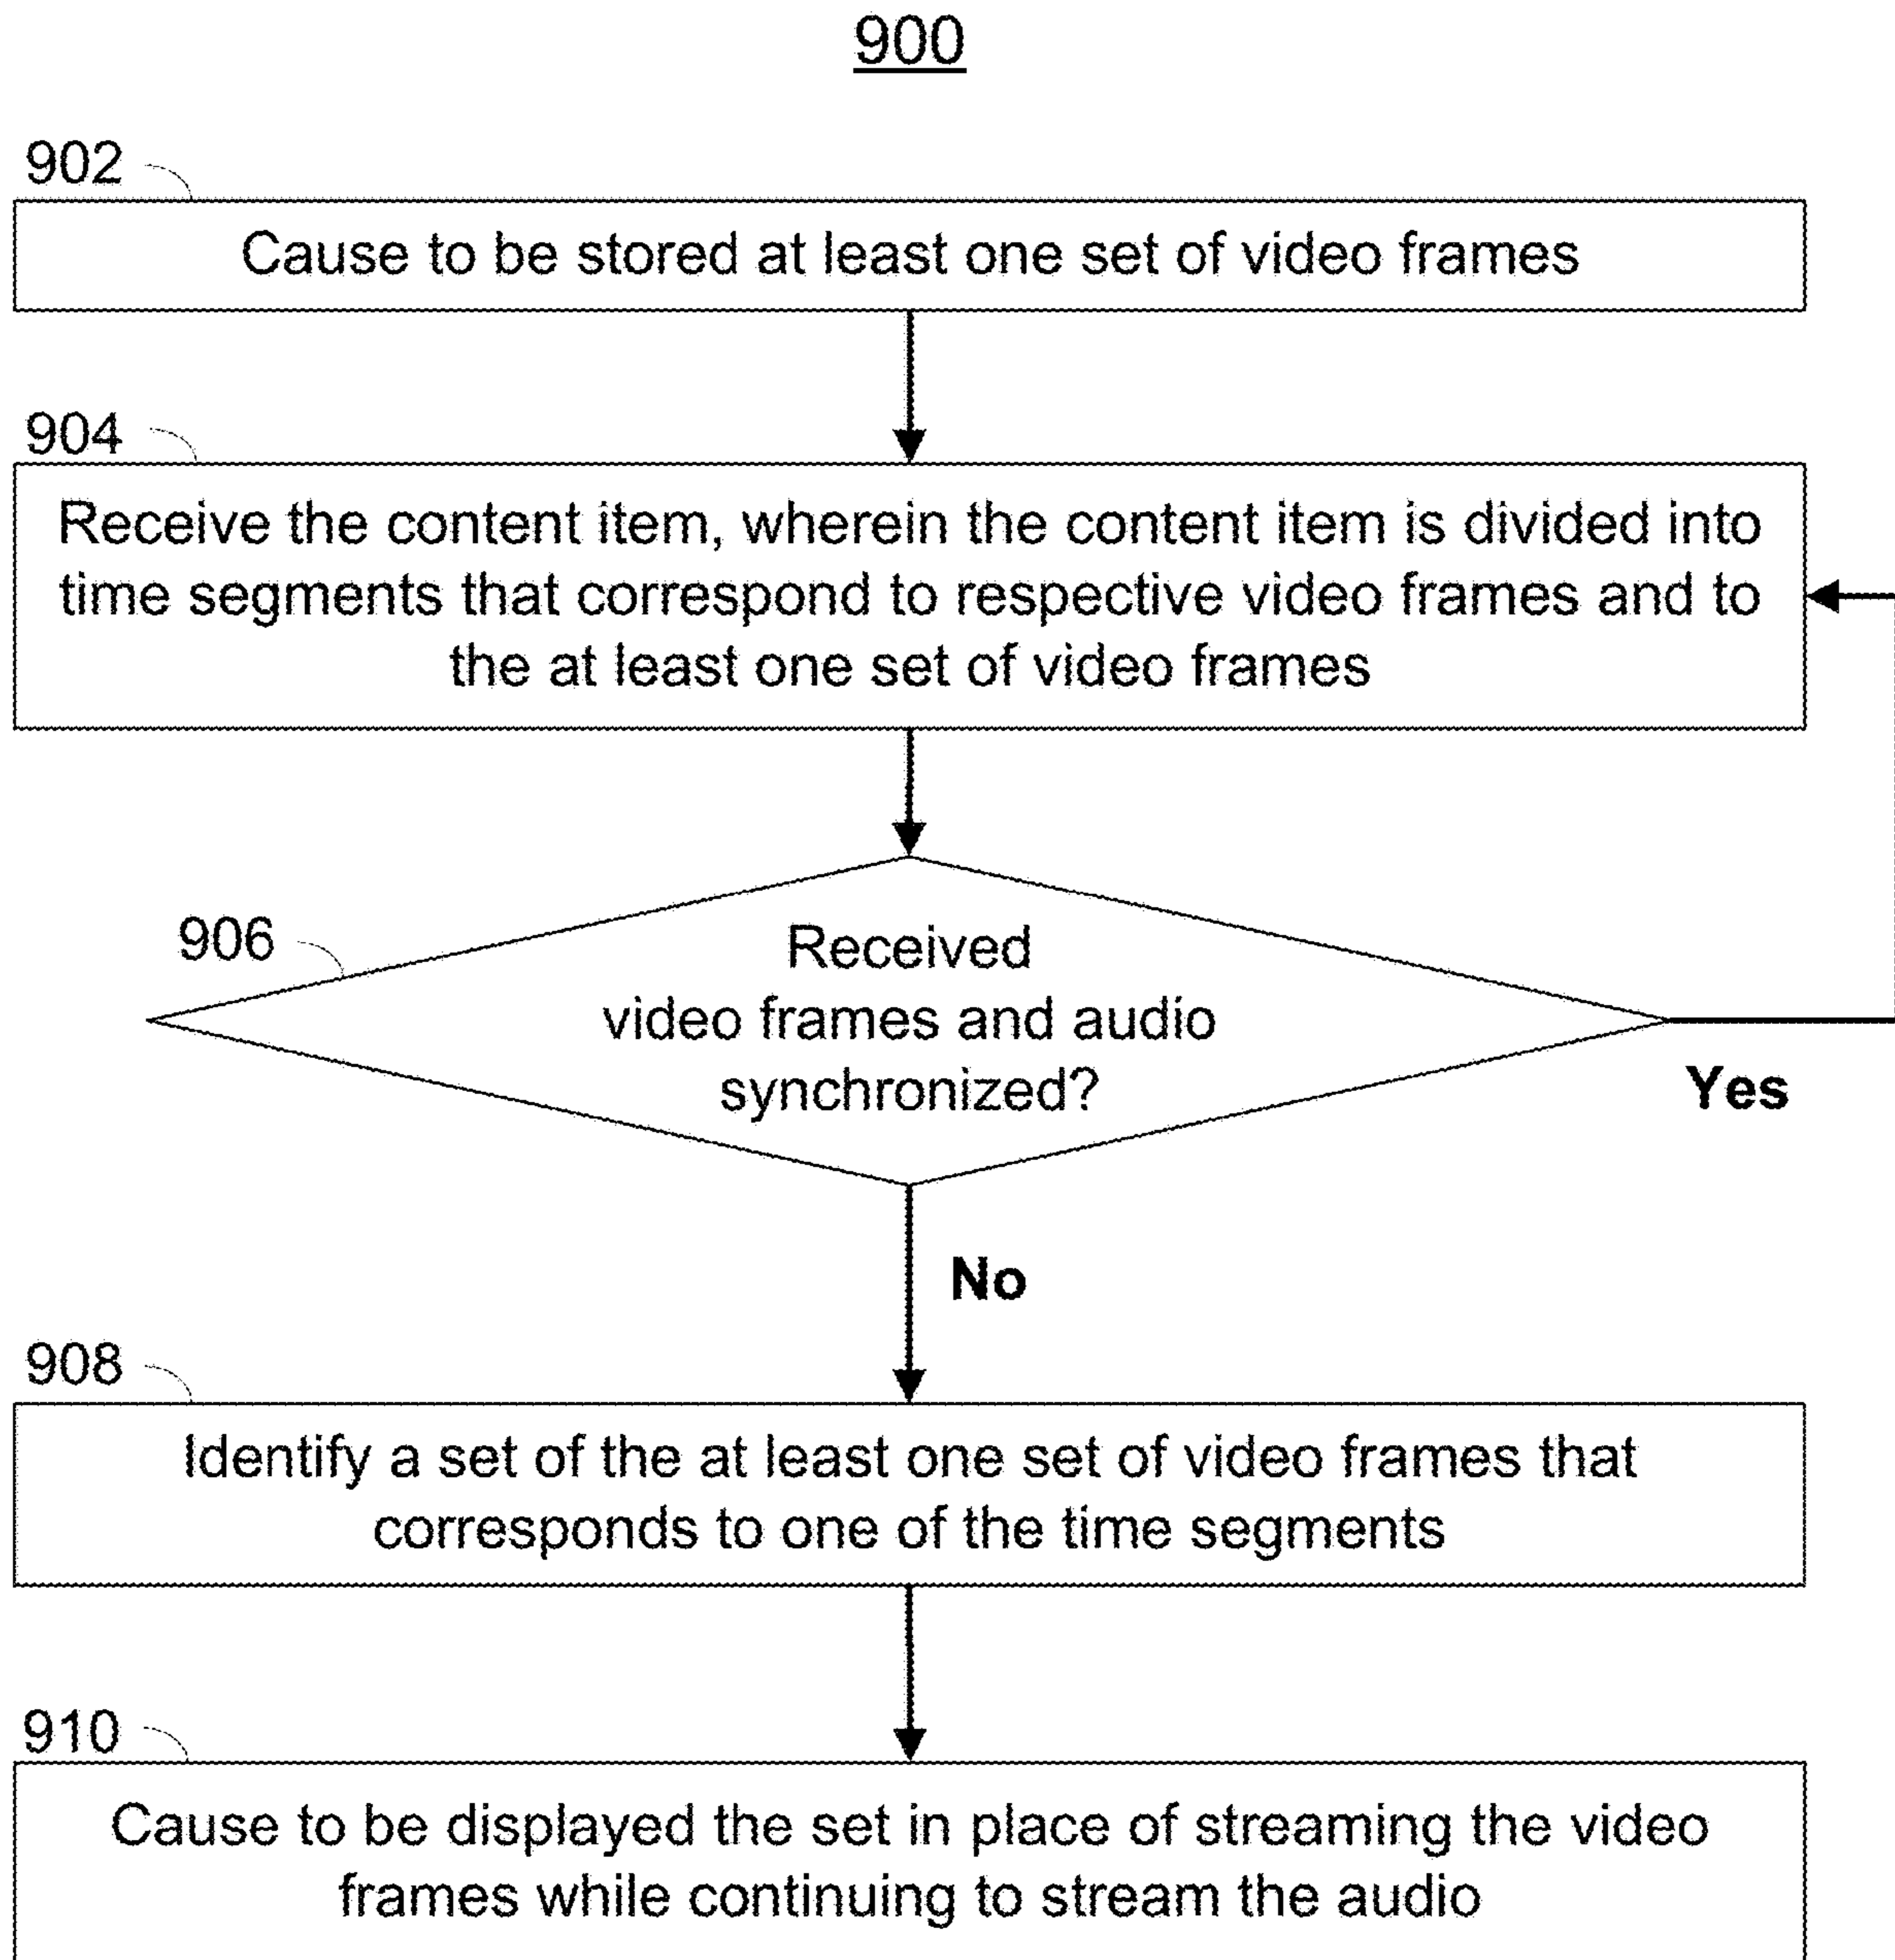 900
902
Cause to be stored at least one set of video frames
904
Receive the content item, wherein the content item is divided into
time segments that correspond to respective video frames and to
the at least one set of video frames
906
Received
video frames and audio
synchronized?
Yes
No
908
Identify a set of the at least one set of video frames that
corresponds to one of the time segments
910
Cause to be displayed the set in place of streaming the video
frames while continuing to stream the audio